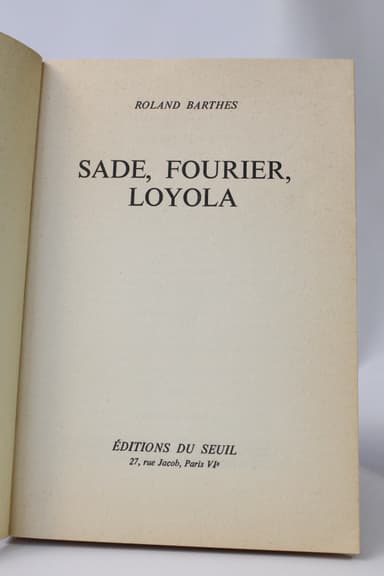 ROLAND BARTHES
SADE, FOURIER,
LOYOLA
ÉDITIONS DU SEUIL
27, rue Jacob, Paris VIᵉ